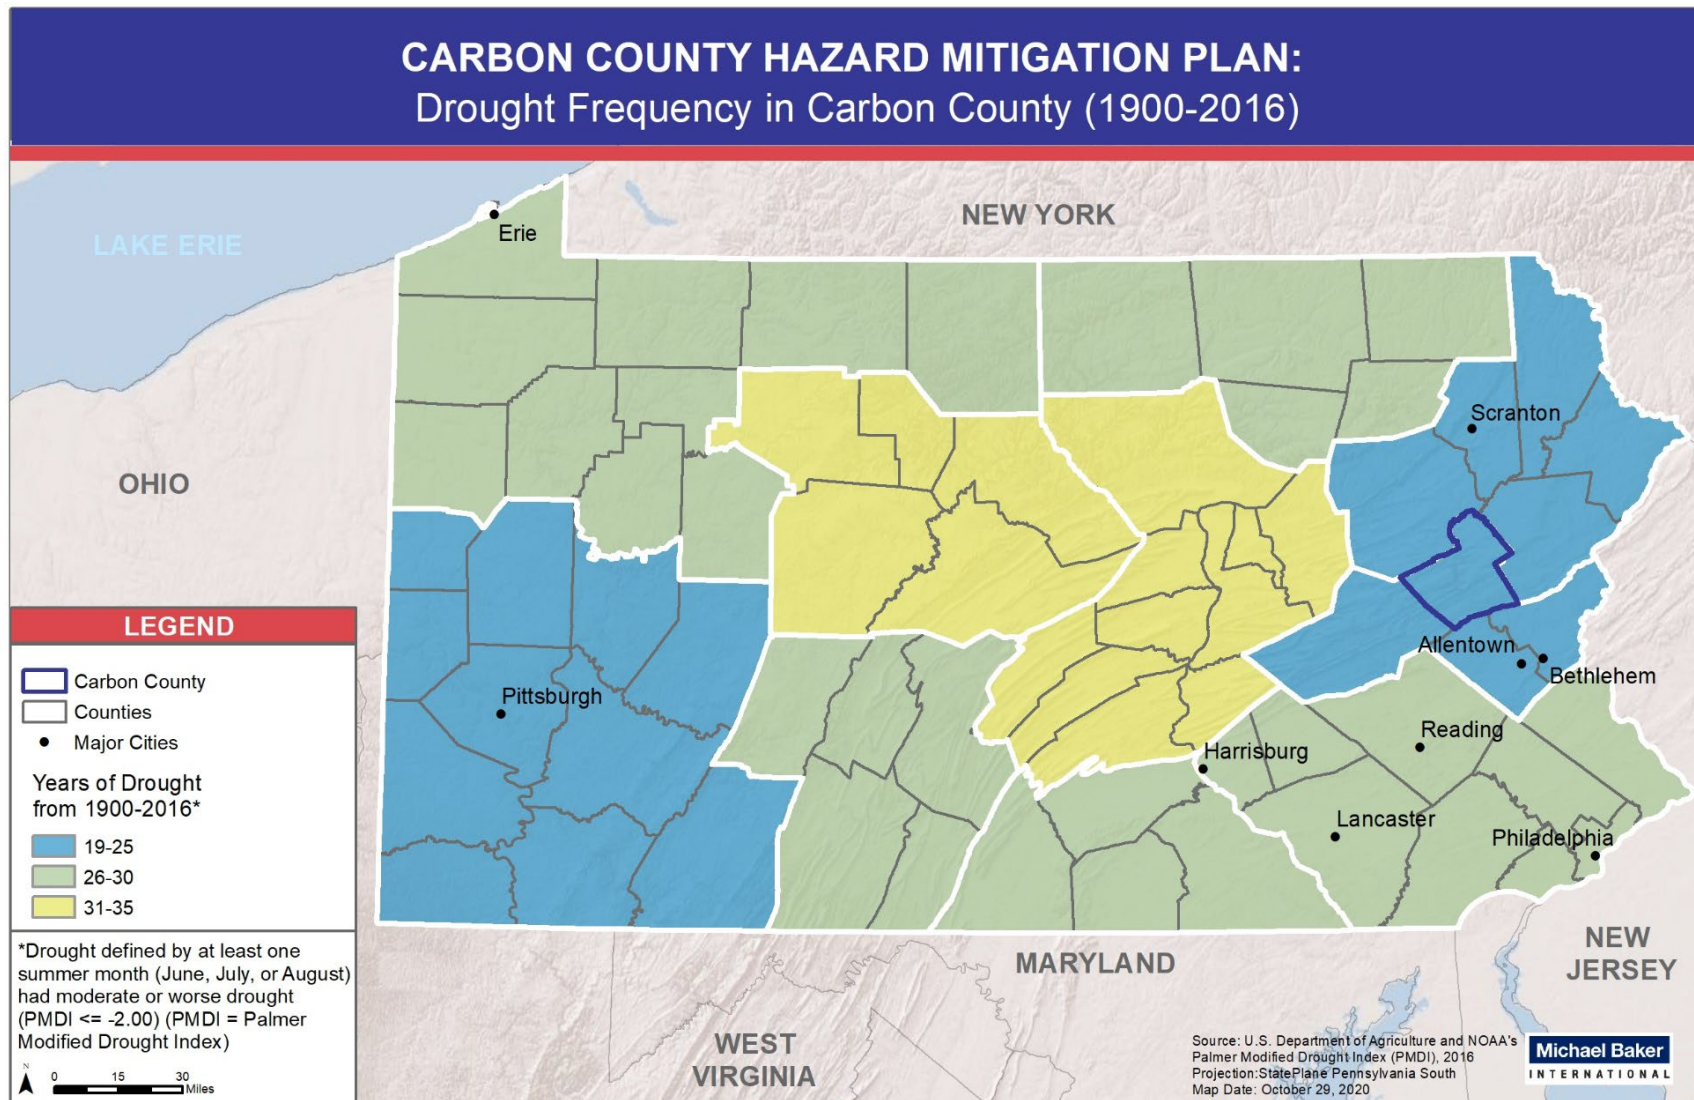 CARBON COUNTY HAZARD MITIGATION PLAN:
Drought Frequency in Carbon County (1900-2016)
LAKE ERIE
Erie
NEW YORK
OHIO
Scranton
Allentown
Bethlehem
Pittsburgh
Reading
Harrisburg
Lancaster
Philadelphia
MARYLAND
NEW
JERSEY
WEST
VIRGINIA
LEGEND
Carbon County
Counties
Major Cities
Years of Drought
from 1900-2016*
19-25
26-30
31-35
*Drought defined by at least one
summer month (June, July, or August)
had moderate or worse drought
(PMDI <= -2.00) (PMDI = Palmer
Modified Drought Index)
N
0 15 30
Miles
Source: U.S. Department of Agriculture and NOAA's
Palmer Modified Drought Index (PMDI), 2016
Projection:StatePlane Pennsylvania South
Map Date: October 29, 2020
Michael Baker
INTERNATIONAL